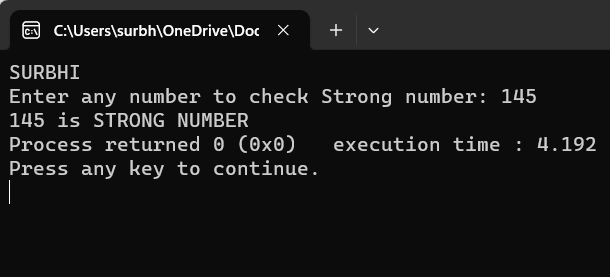 C:\Users\surbh\OneDrive\Doc
SURBHI
Enter any number to check Strong number: 145
145 is STRONG NUMBER
Process returned 0 (0x0)   execution time : 4.192
Press any key to continue.